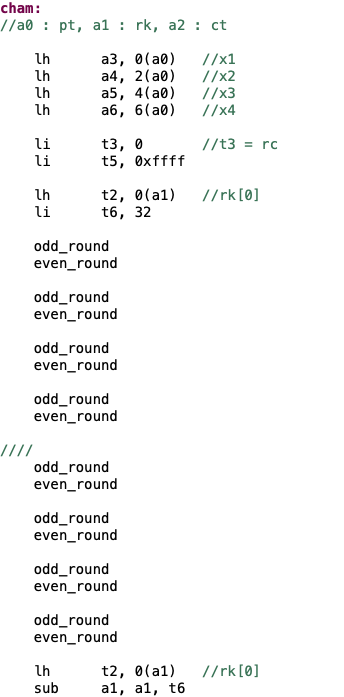 cham:
//a0 : pt, a1 : rk, a2 : ct
lh a3, 0(a0) //x1
lh a4, 2(a0) //x2
lh a5, 4(a0) //x3
lh a6, 6(a0) //x4
li t3, 0 //t3 = rc
li t5, 0xffff
lh t2, 0(a1) //rk[0]
li t6, 32
odd_round
even_round
odd_round
even_round
odd_round
even_round
odd_round
even_round
////
odd_round
even_round
odd_round
even_round
odd_round
even_round
odd_round
even_round
lh t2, 0(a1) //rk[0]
sub a1, a1, t6